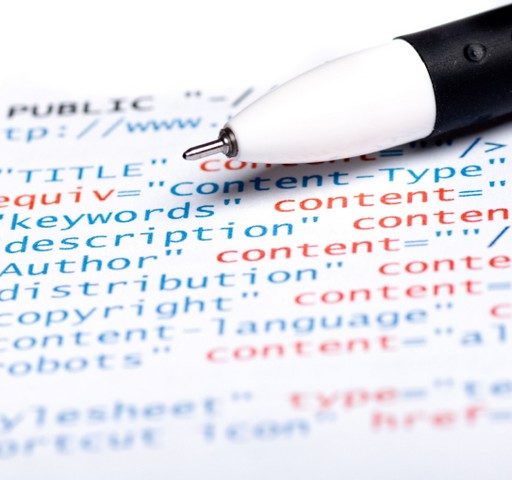 PUBLIC "-/
tp://www.
"TITLE" content=""/>
equiv="Content-Type"
"keywords" content="
"description" conten
Author" content=""/
distribution" conte
copyright" content=
content-language" c
robots" content="al
ylesheet" type="te
ortcut icon" href=